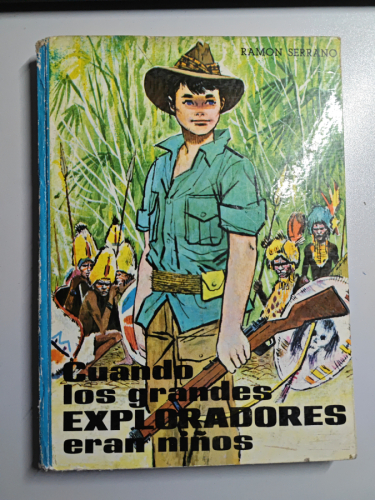 RAMON SERRANO
Cuando
los grandes
EXPLORADORES
eran niños